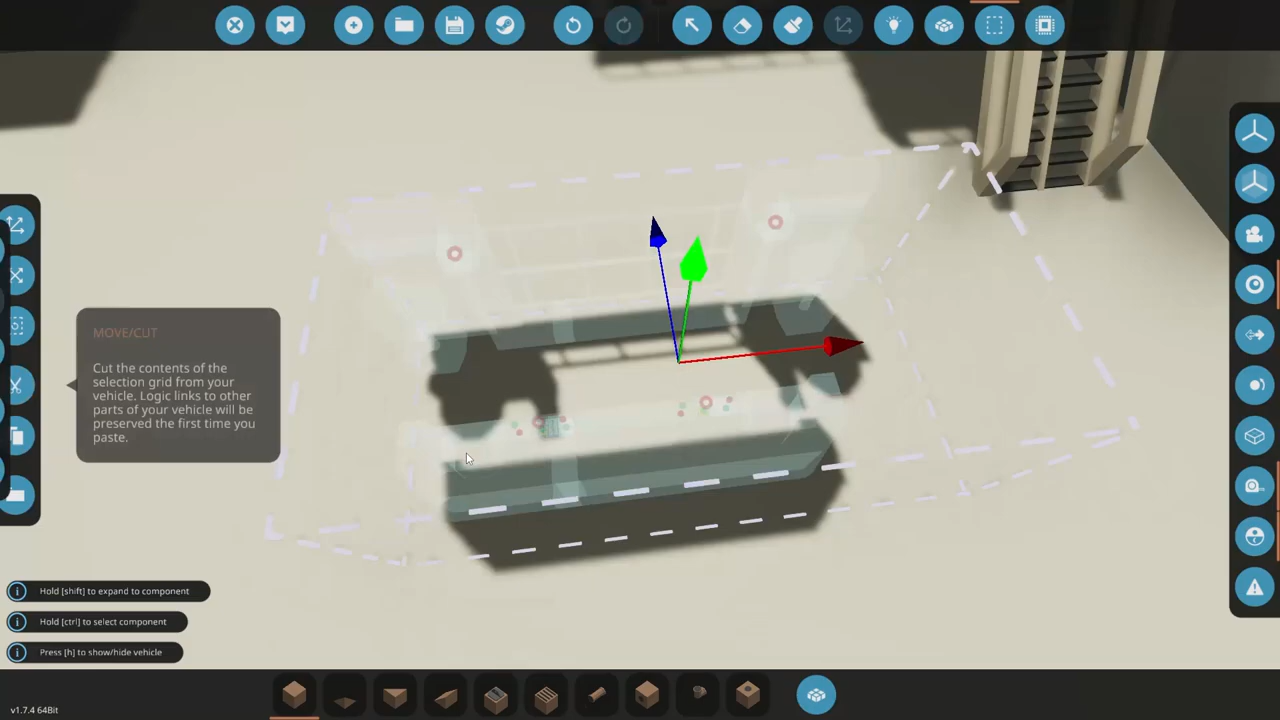 MOVE/CUT
Cut the contents of the
selection grid from your
vehicle. Logic links to other
parts of your vehicle will be
preserved the first time you
paste.
Hold [shift] to expand to component
Hold [ctrl] to select component
Press [h] to show/hide vehicle
v1.7.4 64Bit